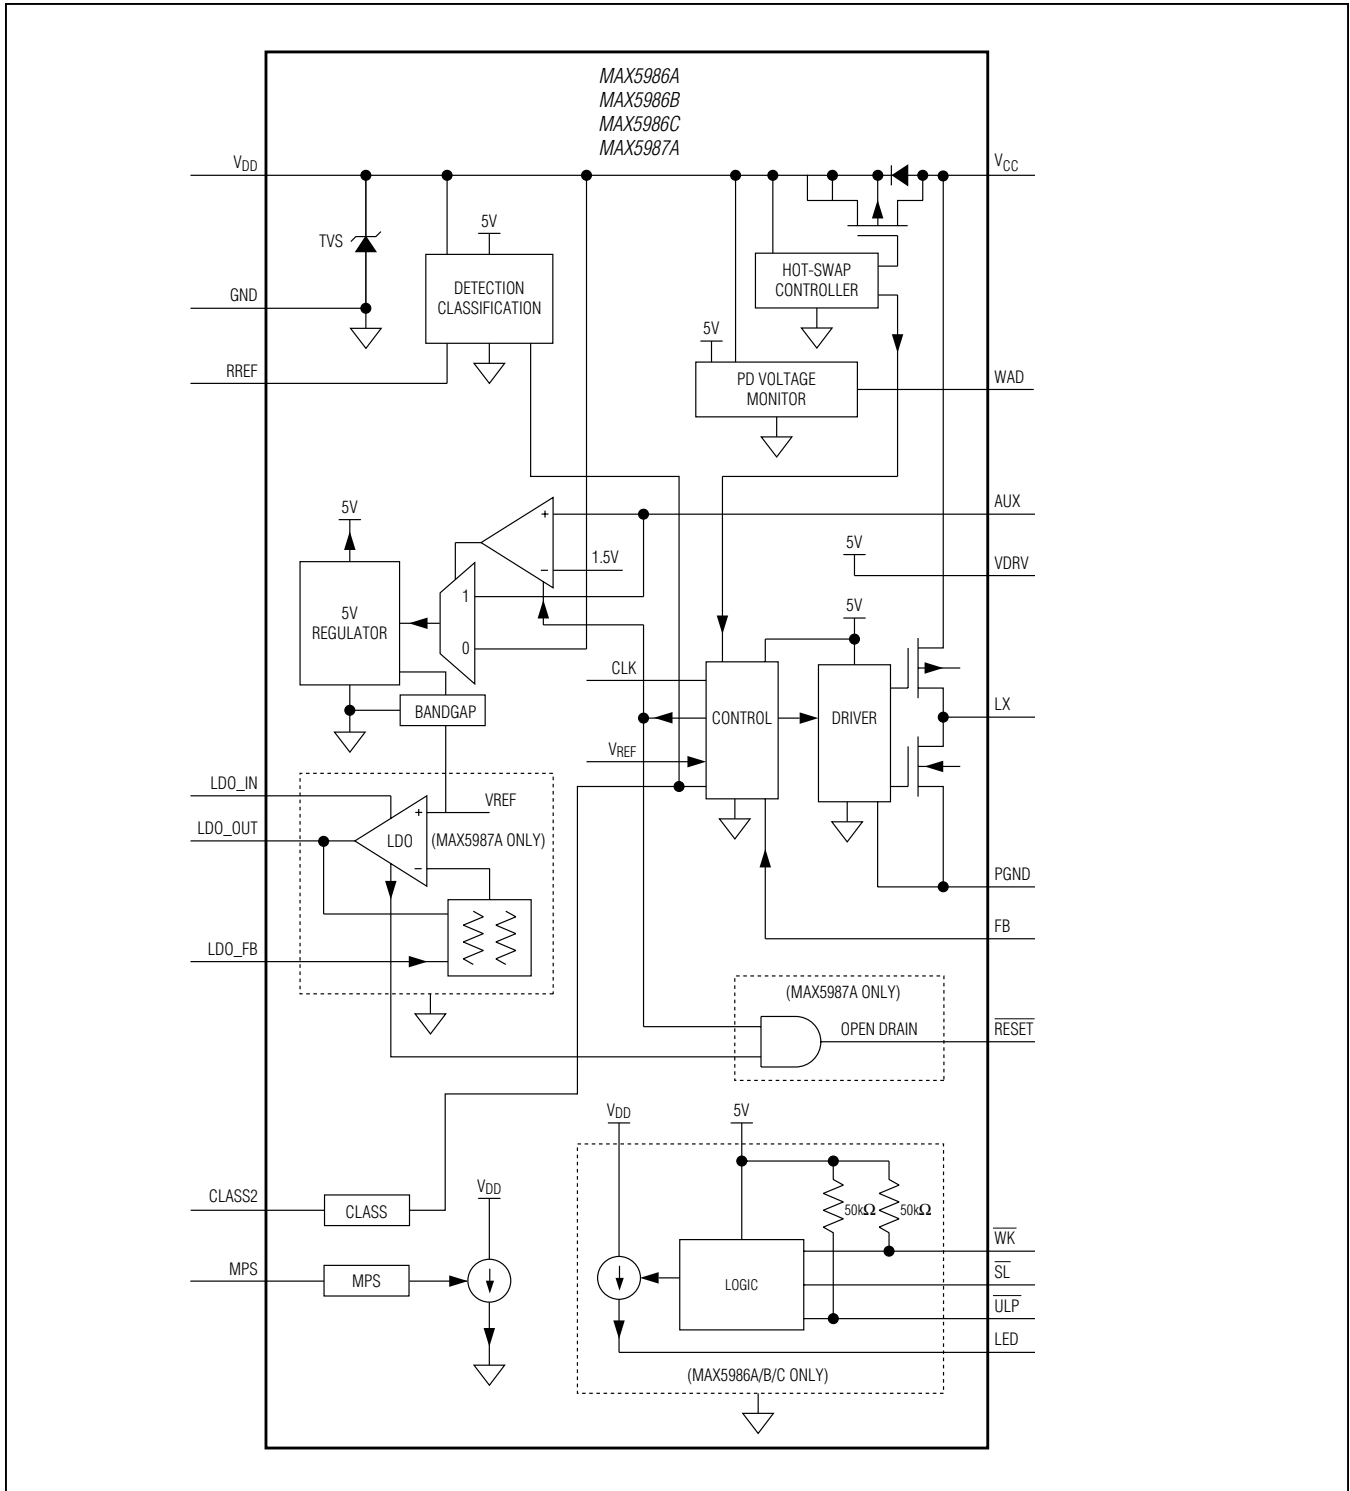 MAX5986A
MAX5986B
MAX5986C
MAX5987A
VDD
VCC
TVS
5V
DETECTION
CLASSIFICATION
HOT-SWAP
CONTROLLER
GND
5V
RREF
PD VOLTAGE
MONITOR
WAD
5V
AUX
+
1.5V
−
5V
VDRV
1
5V
REGULATOR
0
5V
CLK
BANDGAP
CONTROL
DRIVER
LX
VREF
LDO_IN
VREF
+
LDO_OUT
LDO
(MAX5987A ONLY)
−
PGND
FB
LDO_FB
(MAX5987A ONLY)
OPEN DRAIN
RESET
VDD
5V
CLASS2
CLASS
VDD
50kΩ
50kΩ
WK
MPS
MPS
LOGIC
SL
ULP
LED
(MAX5986A/B/C ONLY)